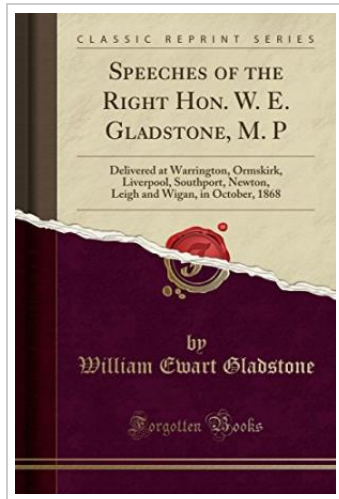 CLASSIC REPRINT SERIES
SPEECHES OF THE
RIGHT HON. W. E.
GLADSTONE, M. P
Delivered at Warrington, Ormskirk,
Liverpool, Southport, Newton,
Leigh and Wigan, in October, 1868
by
William Ewart Gladstone
Forgotten Books